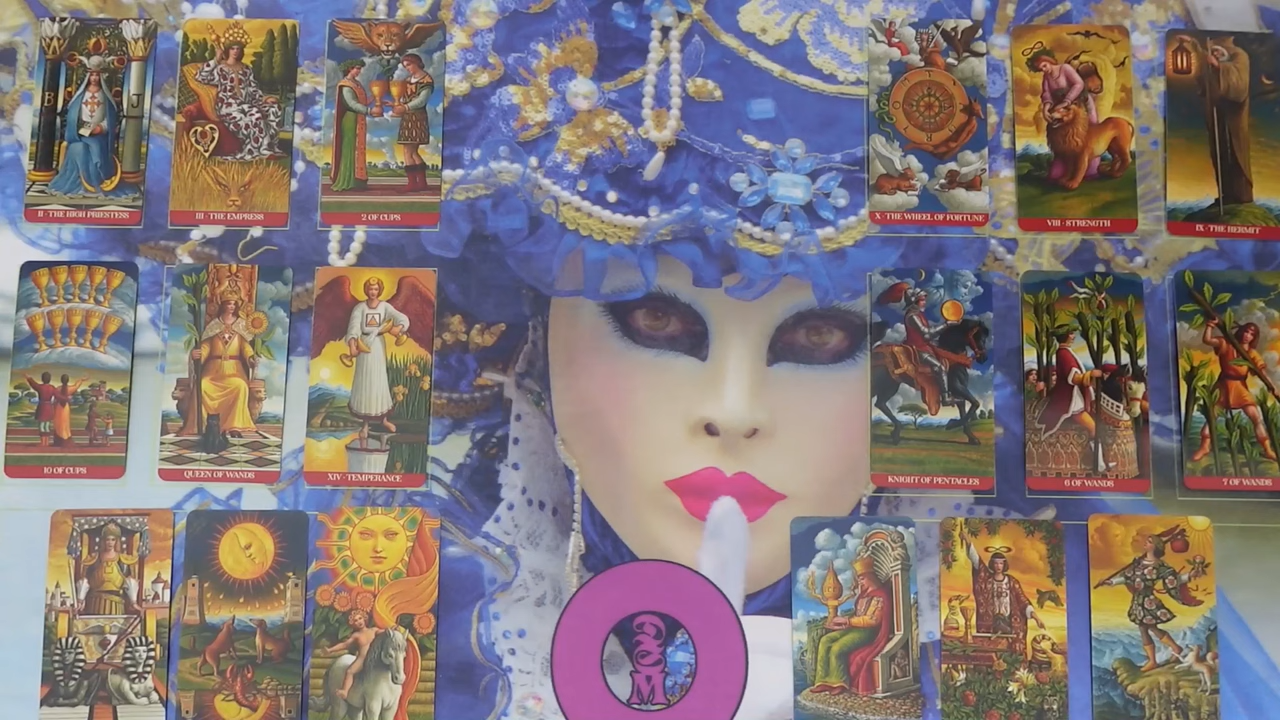 B J
II · THE HIGH PRIESTESS
III · THE EMPRESS
2 OF CUPS
X · THE WHEEL OF FORTUNE
VIII · STRENGTH
IX · THE HERMIT
10 OF CUPS
QUEEN OF WANDS
XIV · TEMPERANCE
KNIGHT OF PENTACLES
6 OF WANDS
7 OF WANDS